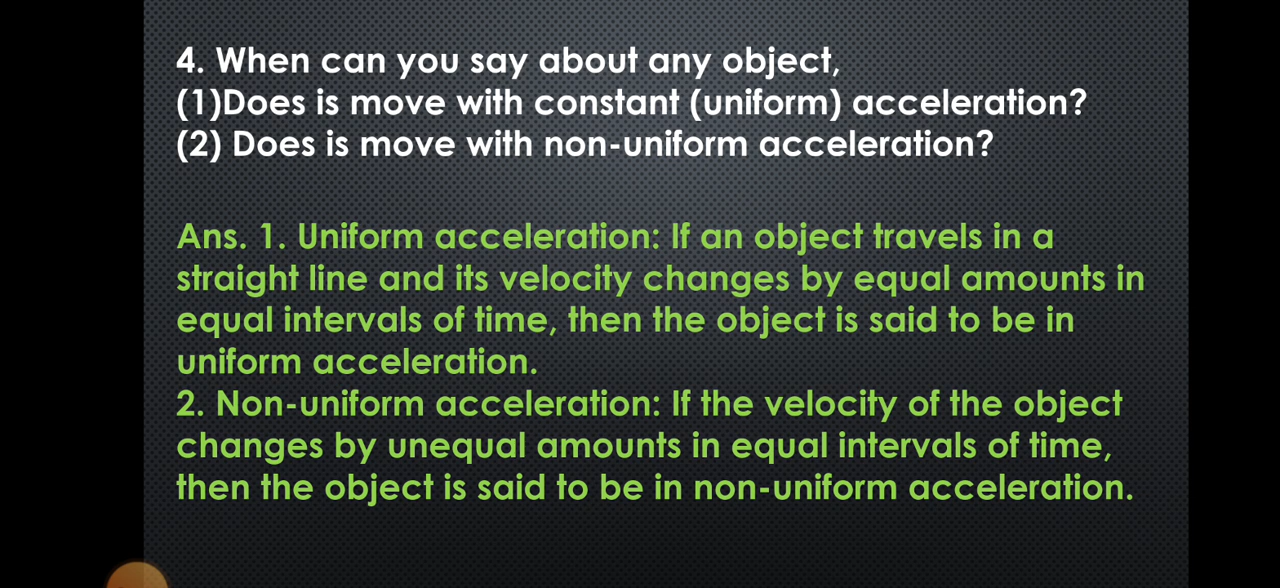 4. When can you say about any object,
(1)Does is move with constant (uniform) acceleration?
(2) Does is move with non-uniform acceleration?
Ans. 1. Uniform acceleration: If an object travels in a
straight line and its velocity changes by equal amounts in
equal intervals of time, then the object is said to be in
uniform acceleration.
2. Non-uniform acceleration: If the velocity of the object
changes by unequal amounts in equal intervals of time,
then the object is said to be in non-uniform acceleration.